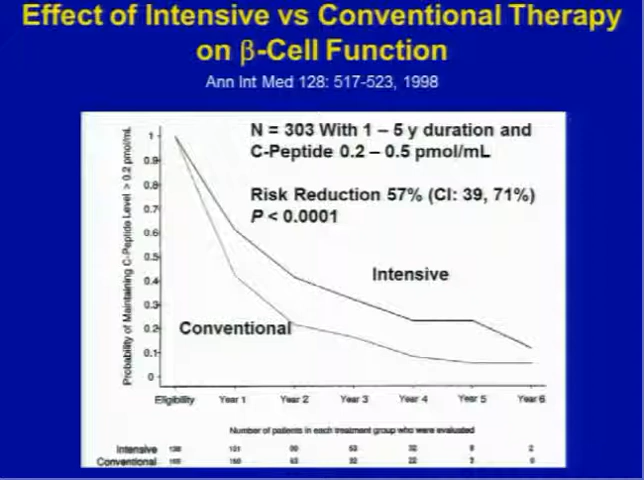 Effect of Intensive vs Conventional Therapy
on β-Cell Function
Ann Int Med 128: 517-523, 1998
N = 303 With 1 – 5 y duration and
C-Peptide 0.2 – 0.5 pmol/mL
Risk Reduction 57% (CI: 39, 71%)
P < 0.0001
Probability of Maintaining C-Peptide Level > 0.2 pmol/mL
1
0.9
0.8
0.7
0.6
0.5
0.4
0.3
0.2
0.1
0
Intensive
Conventional
Eligibility Year 1 Year 2 Year 3 Year 4 Year 5 Year 6
Number of patients in each treatment group who were evaluated
Intensive 138 101
Conventional